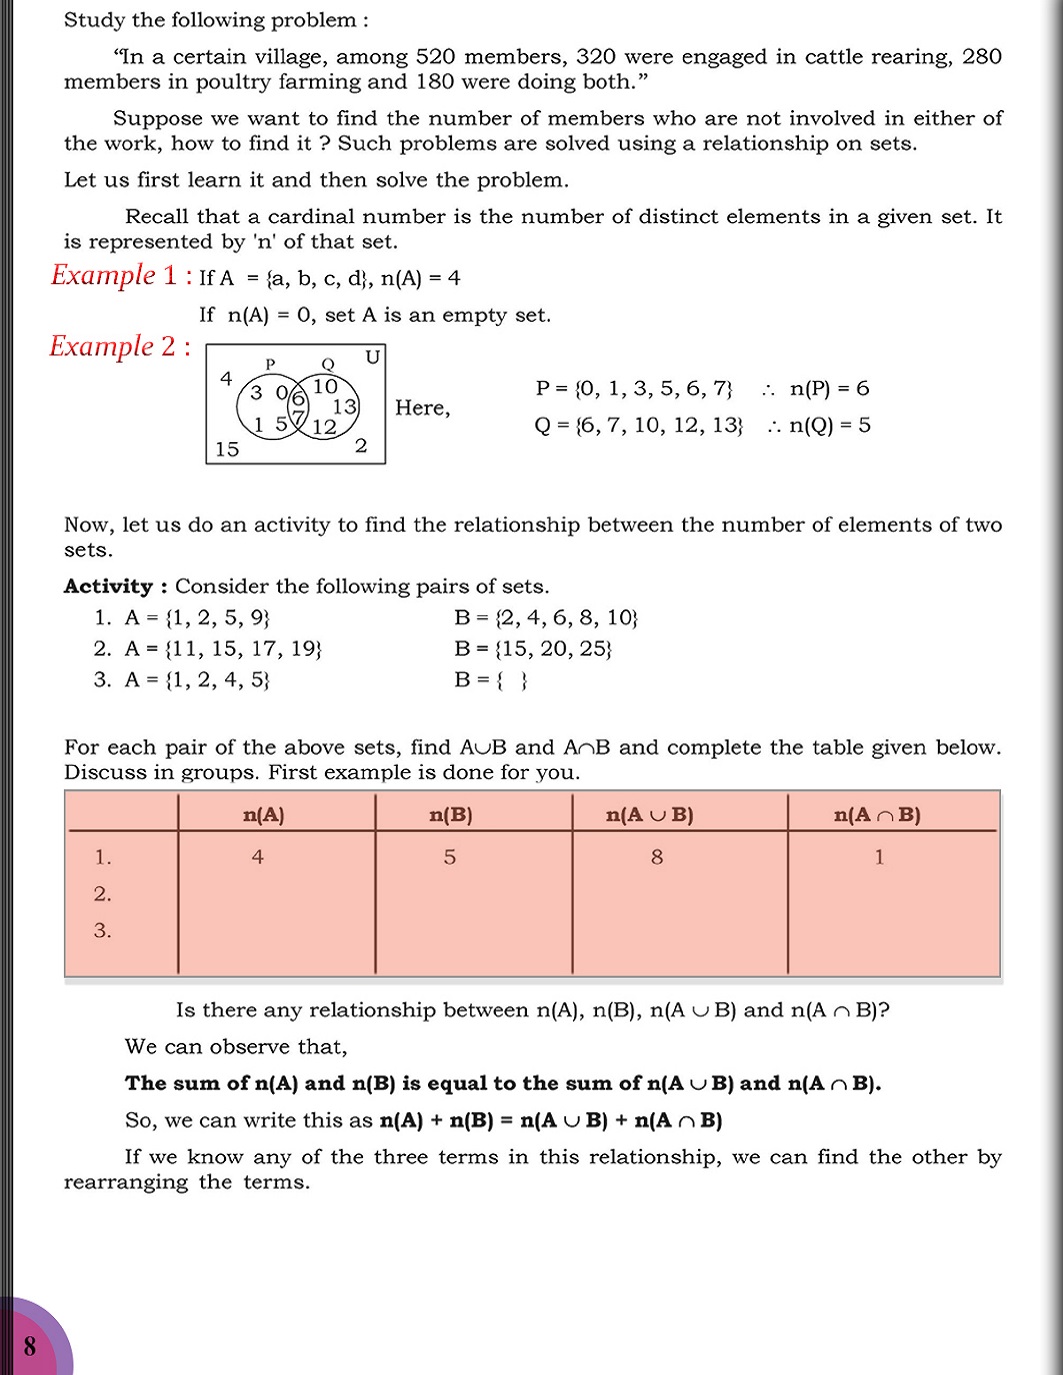 Study the following problem :
“In a certain village, among 520 members, 320 were engaged in cattle rearing, 280
members in poultry farming and 180 were doing both.”
Suppose we want to find the number of members who are not involved in either of
the work, how to find it ? Such problems are solved using a relationship on sets.
Let us first learn it and then solve the problem.
Recall that a cardinal number is the number of distinct elements in a given set. It
is represented by 'n' of that set.
Example 1 : If A = {a, b, c, d}, n(A) = 4
If n(A) = 0, set A is an empty set.
Example 2 :
P Q U
4
3 0 6 10
13
1 5 7 12
15 2
Here,
P = {0, 1, 3, 5, 6, 7} ∴ n(P) = 6
Q = {6, 7, 10, 12, 13} ∴ n(Q) = 5
Now, let us do an activity to find the relationship between the number of elements of two
sets.
Activity : Consider the following pairs of sets.
1. A = {1, 2, 5, 9} B = {2, 4, 6, 8, 10}
2. A = {11, 15, 17, 19} B = {15, 20, 25}
3. A = {1, 2, 4, 5} B = { }
For each pair of the above sets, find A∪B and A∩B and complete the table given below.
Discuss in groups. First example is done for you.
n(A) n(B) n(A ∪ B) n(A ∩ B)
1. 4 5 8 1
2.
3.
Is there any relationship between n(A), n(B), n(A ∪ B) and n(A ∩ B)?
We can observe that,
The sum of n(A) and n(B) is equal to the sum of n(A ∪ B) and n(A ∩ B).
So, we can write this as n(A) + n(B) = n(A ∪ B) + n(A ∩ B)
If we know any of the three terms in this relationship, we can find the other by
rearranging the terms.
8